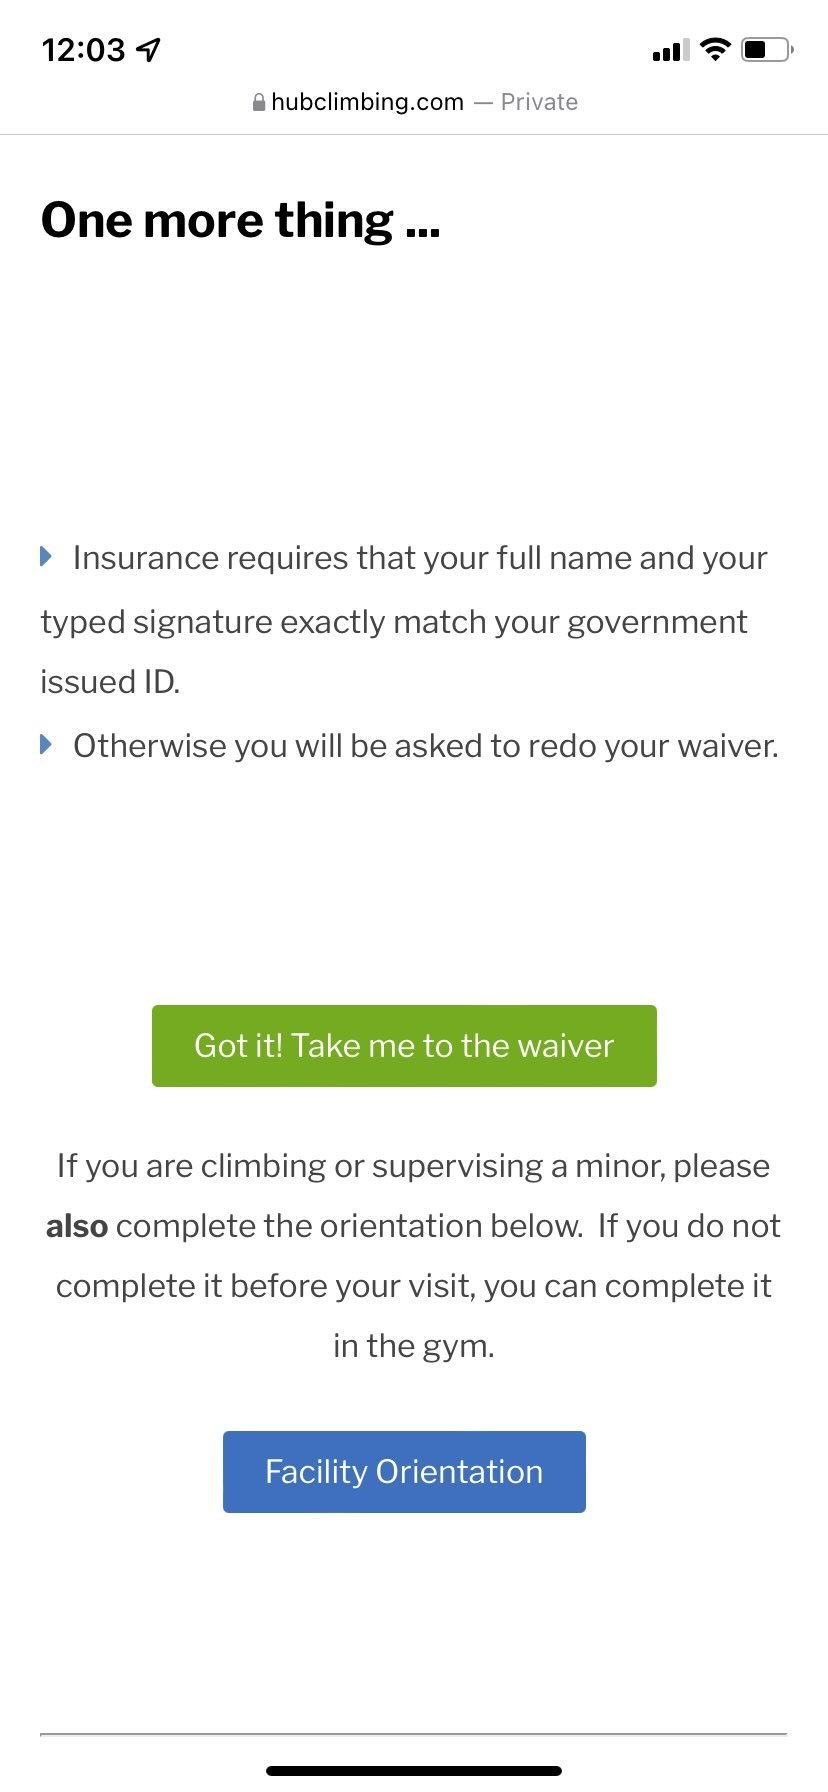 12:03
hubclimbing.com — Private
One more thing ...
Insurance requires that your full name and your
typed signature exactly match your government
issued ID.
Otherwise you will be asked to redo your waiver.
Got it! Take me to the waiver
If you are climbing or supervising a minor, please
also complete the orientation below.  If you do not
complete it before your visit, you can complete it
in the gym.
Facility Orientation